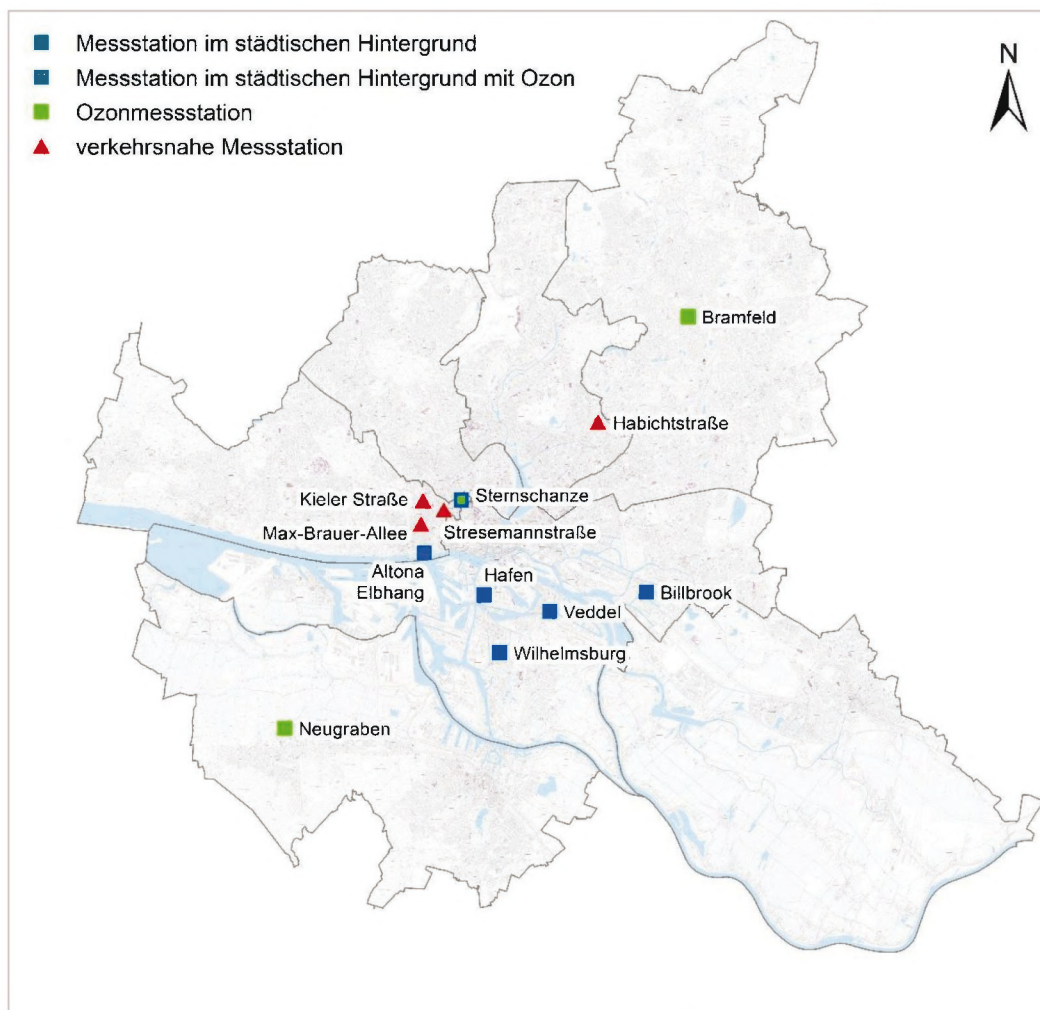 Messstation im städtischen Hintergrund
Messstation im städtischen Hintergrund mit Ozon
Ozonmessstation
verkehrsnahe Messstation
N
Bramfeld
Habichtstraße
Kieler Straße
Sternschanze
Max-Brauer-Allee
Stresemannstraße
Altona
Elbhang
Hafen
Billbrook
Veddel
Wilhelmsburg
Neugraben